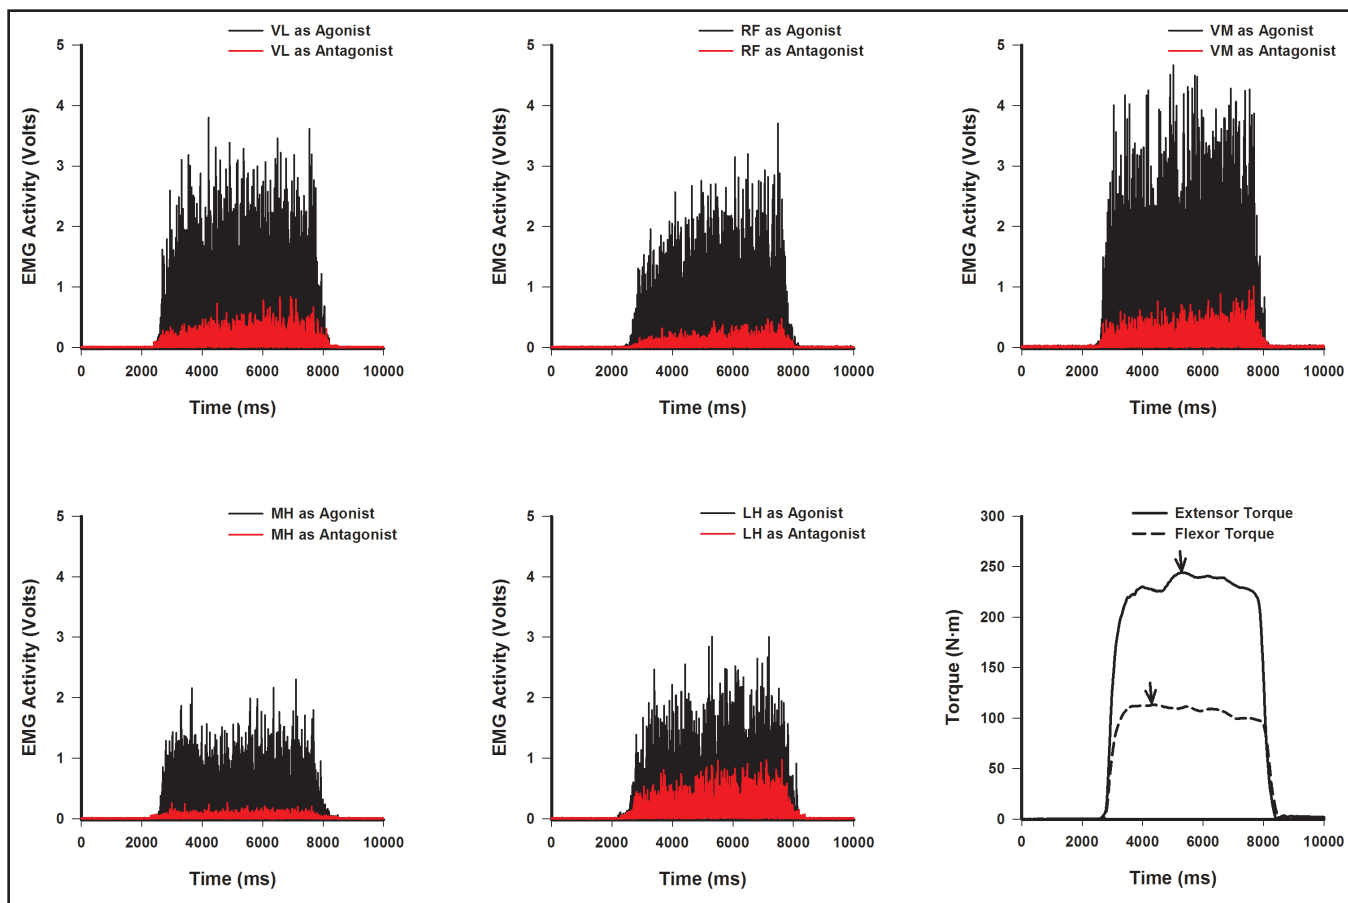 VL as Agonist
VL as Antagonist
5
4
3
2
1
0
EMG Activity (Volts)
0 2000 4000 6000 8000 10000
Time (ms)
RF as Agonist
RF as Antagonist
5
4
3
2
1
0
EMG Activity (Volts)
0 2000 4000 6000 8000 10000
Time (ms)
VM as Agonist
VM as Antagonist
5
4
3
2
1
0
EMG Activity (Volts)
0 2000 4000 6000 8000 10000
Time (ms)
MH as Agonist
MH as Antagonist
5
4
3
2
1
0
EMG Activity (Volts)
0 2000 4000 6000 8000 10000
Time (ms)
LH as Agonist
LH as Antagonist
5
4
3
2
1
0
EMG Activity (Volts)
0 2000 4000 6000 8000 10000
Time (ms)
Extensor Torque
Flexor Torque
300
250
200
150
100
50
0
Torque (N·m)
0 2000 4000 6000 8000 10000
Time (ms)